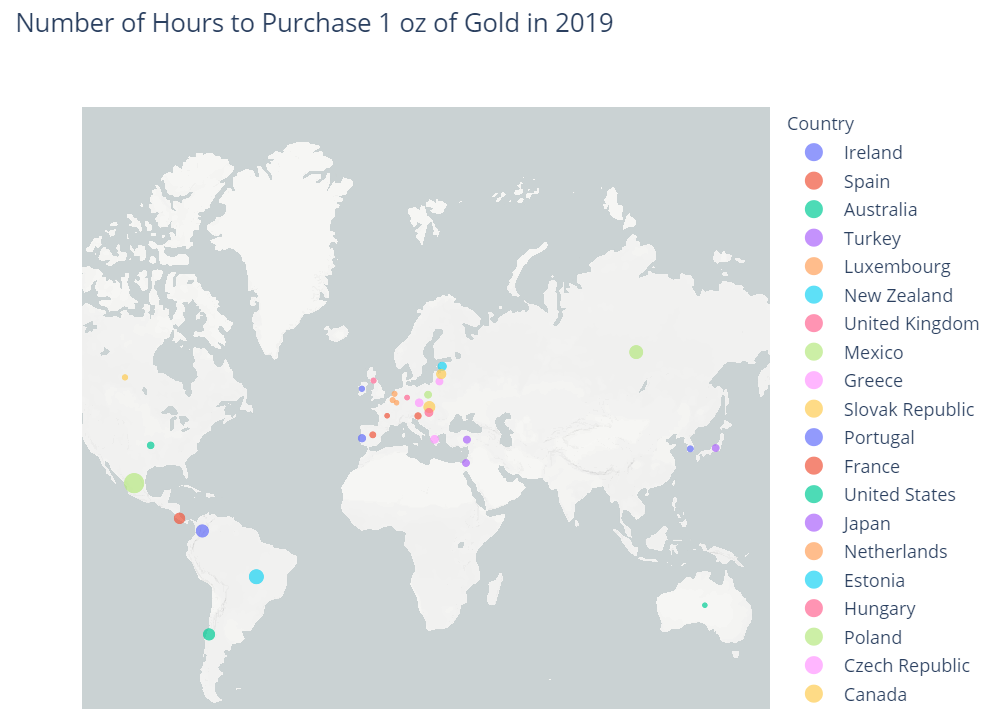 Number of Hours to Purchase 1 oz of Gold in 2019
Country
Ireland
Spain
Australia
Turkey
Luxembourg
New Zealand
United Kingdom
Mexico
Greece
Slovak Republic
Portugal
France
United States
Japan
Netherlands
Estonia
Hungary
Poland
Czech Republic
Canada